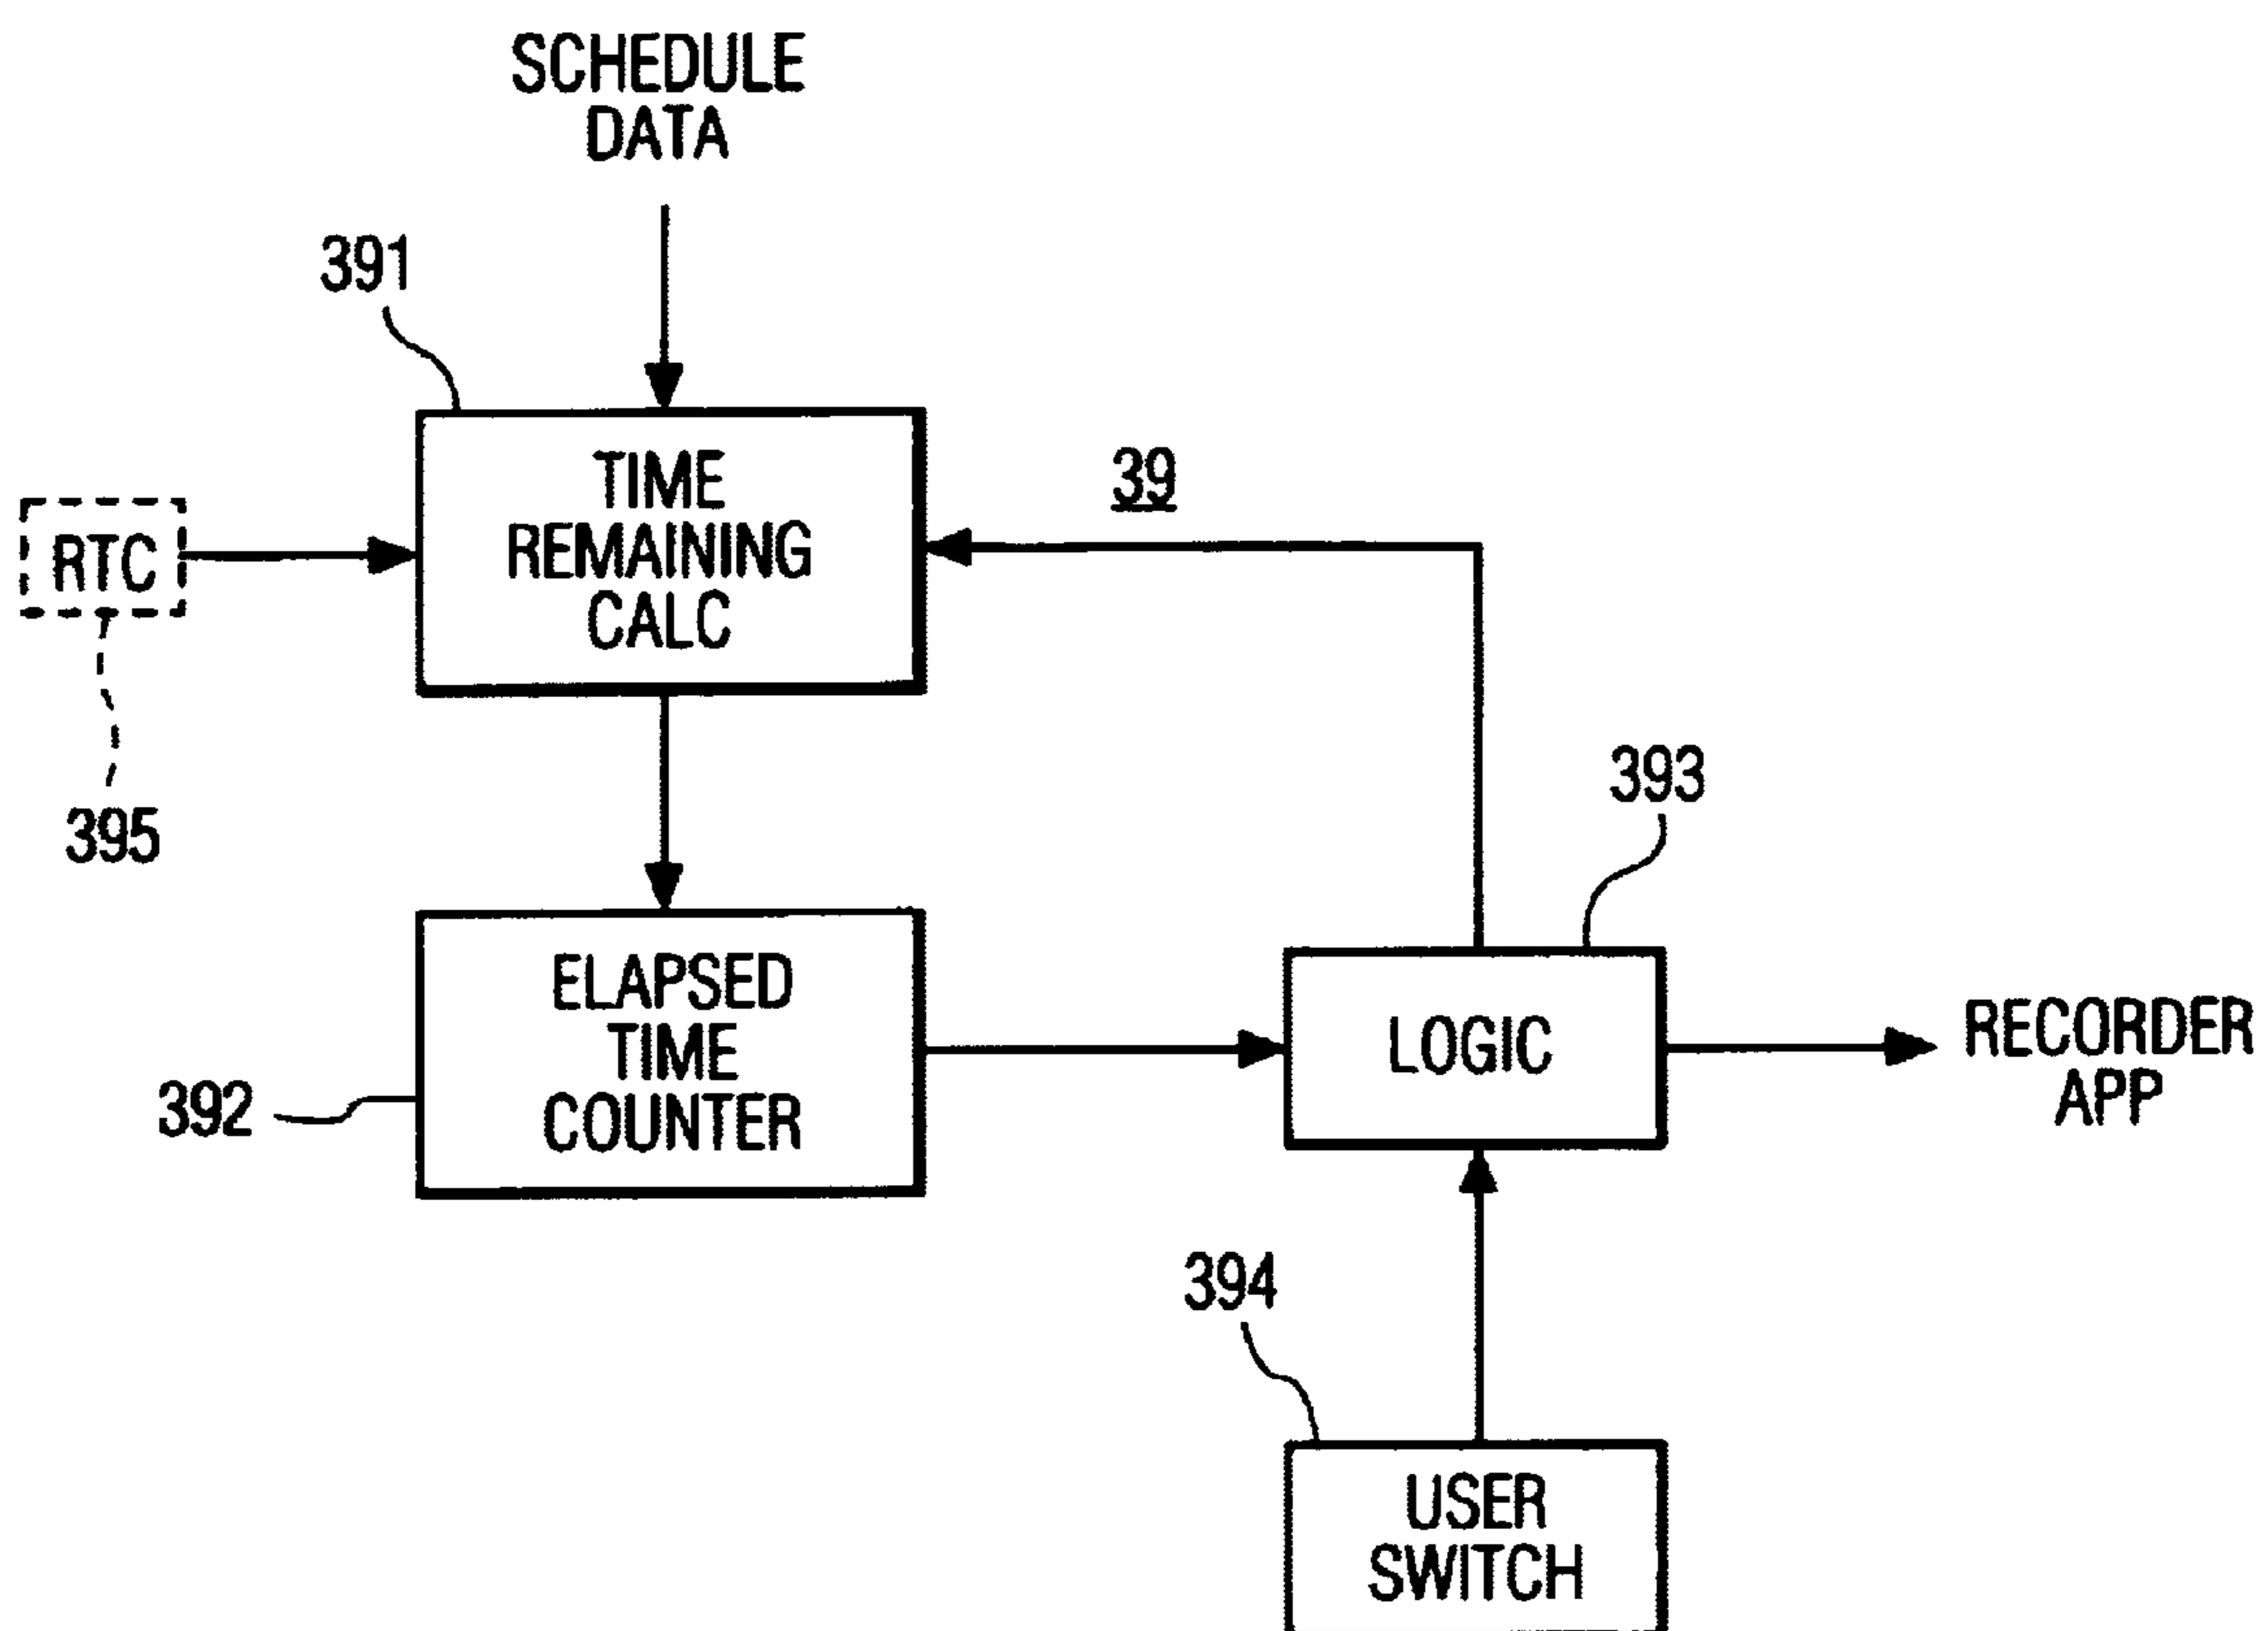 SCHEDULE
DATA
391
TIME
REMAINING
CALC
39
RTC
395
393
ELAPSED
TIME
COUNTER
392
LOGIC
RECORDER
APP
394
USER
SWITCH